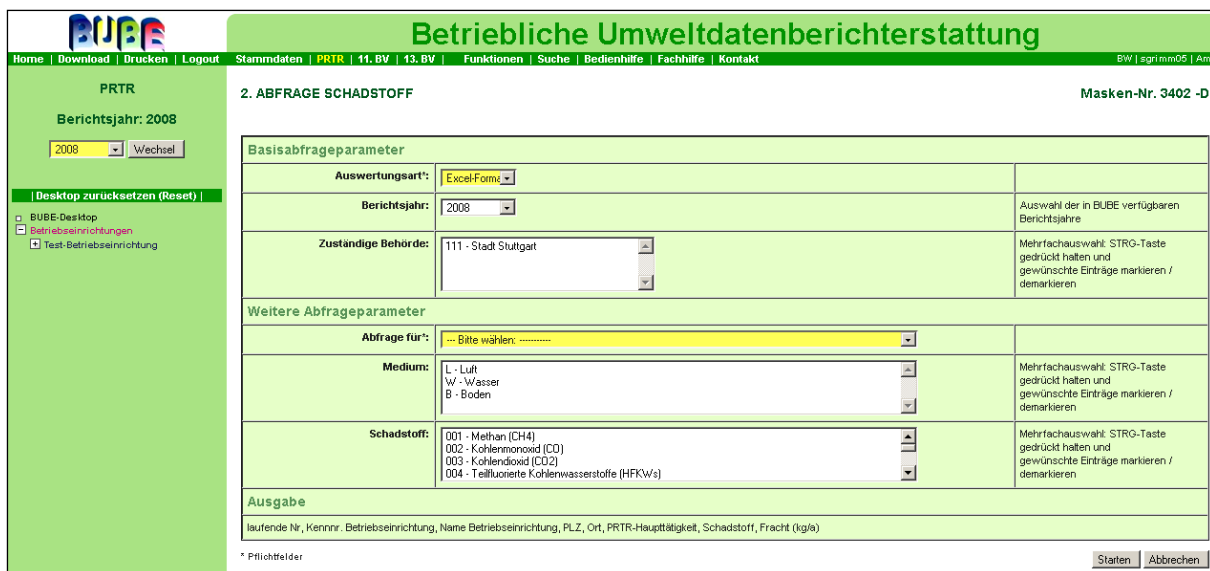 BUBE
Betriebliche Umweltdatenberichterstattung
Home | Download | Drucken | Logout
Stammdaten | PRTR | 11. BV | 13. BV | Funktionen | Suche | Bedienhilfe | Fachhilfe | Kontakt
BW | sgrimm05 | Am
PRTR
Berichtsjahr: 2008
2008 Wechsel
| Desktop zurücksetzen (Reset) |
BUBE-Desktop
Betriebseinrichtungen
Test-Betriebseinrichtung
2. ABFRAGE SCHADSTOFF
Masken-Nr. 3402 -D
Basisabfrageparameter
Auswertungsart*: Excel-Forma
Berichtsjahr: 2008
Auswahl der in BUBE verfügbaren
Berichtsjahre
Zuständige Behörde: 111 - Stadt Stuttgart
Mehrfachauswahl: STRG-Taste
gedrückt halten und
gewünschte Einträge markieren /
demarkieren
Weitere Abfrageparameter
Abfrage für*: --- Bitte wählen: -----------
Medium:
L - Luft
W - Wasser
B - Boden
Mehrfachauswahl: STRG-Taste
gedrückt halten und
gewünschte Einträge markieren /
demarkieren
Schadstoff:
001 - Methan (CH4)
002 - Kohlenmonoxid (CO)
003 - Kohlendioxid (CO2)
004 - Teilfluorierte Kohlenwasserstoffe (HFKWs)
Mehrfachauswahl: STRG-Taste
gedrückt halten und
gewünschte Einträge markieren /
demarkieren
Ausgabe
laufende Nr, Kennnr. Betriebseinrichtung, Name Betriebseinrichtung, PLZ, Ort, PRTR-Haupttätigkeit, Schadstoff, Fracht (kg/a)
* Pflichtfelder
Starten Abbrechen